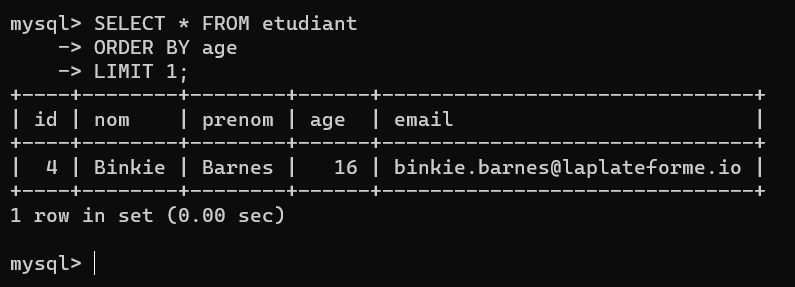 mysql> SELECT * FROM etudiant
    -> ORDER BY age
    -> LIMIT 1;
+----+--------+--------+------+-------------------------------+
| id | nom    | prenom | age  | email                         |
+----+--------+--------+------+-------------------------------+
|  4 | Binkie | Barnes |   16 | binkie.barnes@laplateforme.io |
+----+--------+--------+------+-------------------------------+
1 row in set (0.00 sec)
mysql>